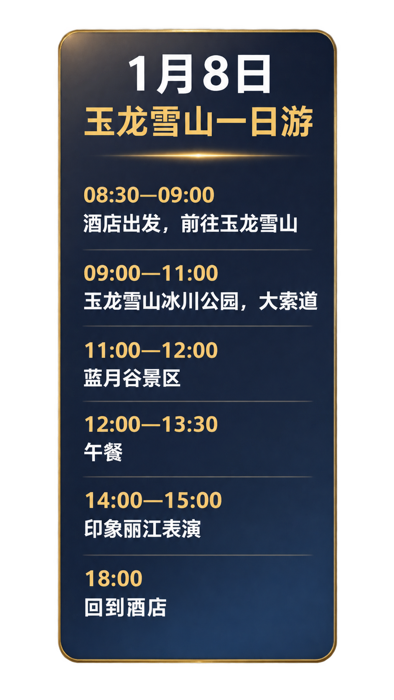 1月8日
玉龙雪山一日游
08:30—09:00
酒店出发，前往玉龙雪山
09:00—11:00
玉龙雪山冰川公园，大索道
11:00—12:00
蓝月谷景区
12:00—13:30
午餐
14:00—15:00
印象丽江表演
18:00
回到酒店